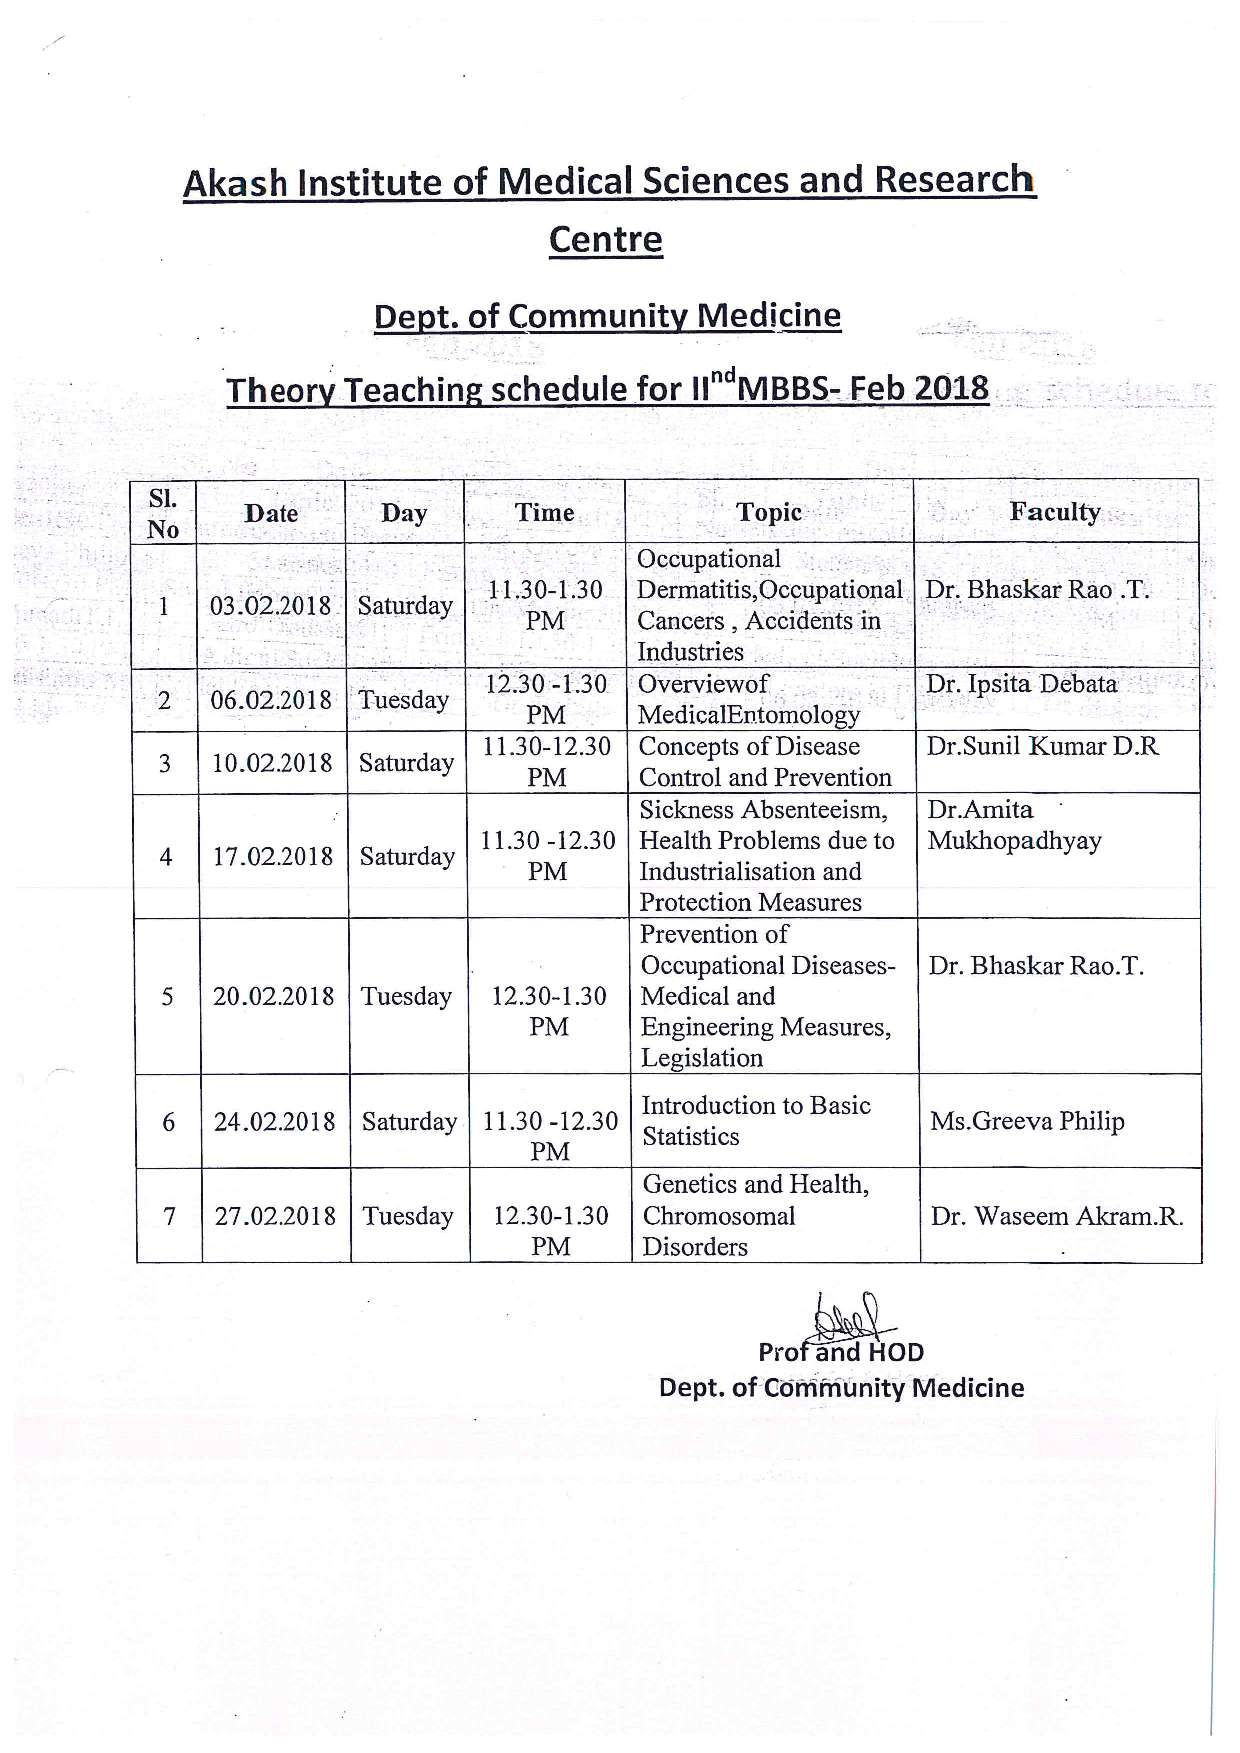 Akash Institute of Medical Sciences and Research
Centre
Dept. of Community Medicine
Theory Teaching schedule for IIndMBBS- Feb 2018
Sl. No Date Day Time Topic Faculty
1 03.02.2018 Saturday 11.30-1.30 PM Occupational Dermatitis,Occupational Cancers , Accidents in Industries Dr. Bhaskar Rao .T.
2 06.02.2018 Tuesday 12.30 -1.30 PM Overviewof MedicalEntomology Dr. Ipsita Debata
3 10.02.2018 Saturday 11.30-12.30 PM Concepts of Disease Control and Prevention Dr.Sunil Kumar D.R
4 17.02.2018 Saturday 11.30 -12.30 PM Sickness Absenteeism, Health Problems due to Industrialisation and Protection Measures Dr.Amita Mukhopadhyay
5 20.02.2018 Tuesday 12.30-1.30 PM Prevention of Occupational Diseases- Medical and Engineering Measures, Legislation Dr. Bhaskar Rao.T.
6 24.02.2018 Saturday 11.30 -12.30 PM Introduction to Basic Statistics Ms.Greeva Philip
7 27.02.2018 Tuesday 12.30-1.30 PM Genetics and Health, Chromosomal Disorders Dr. Waseem Akram.R.
Prof and HOD
Dept. of Community Medicine